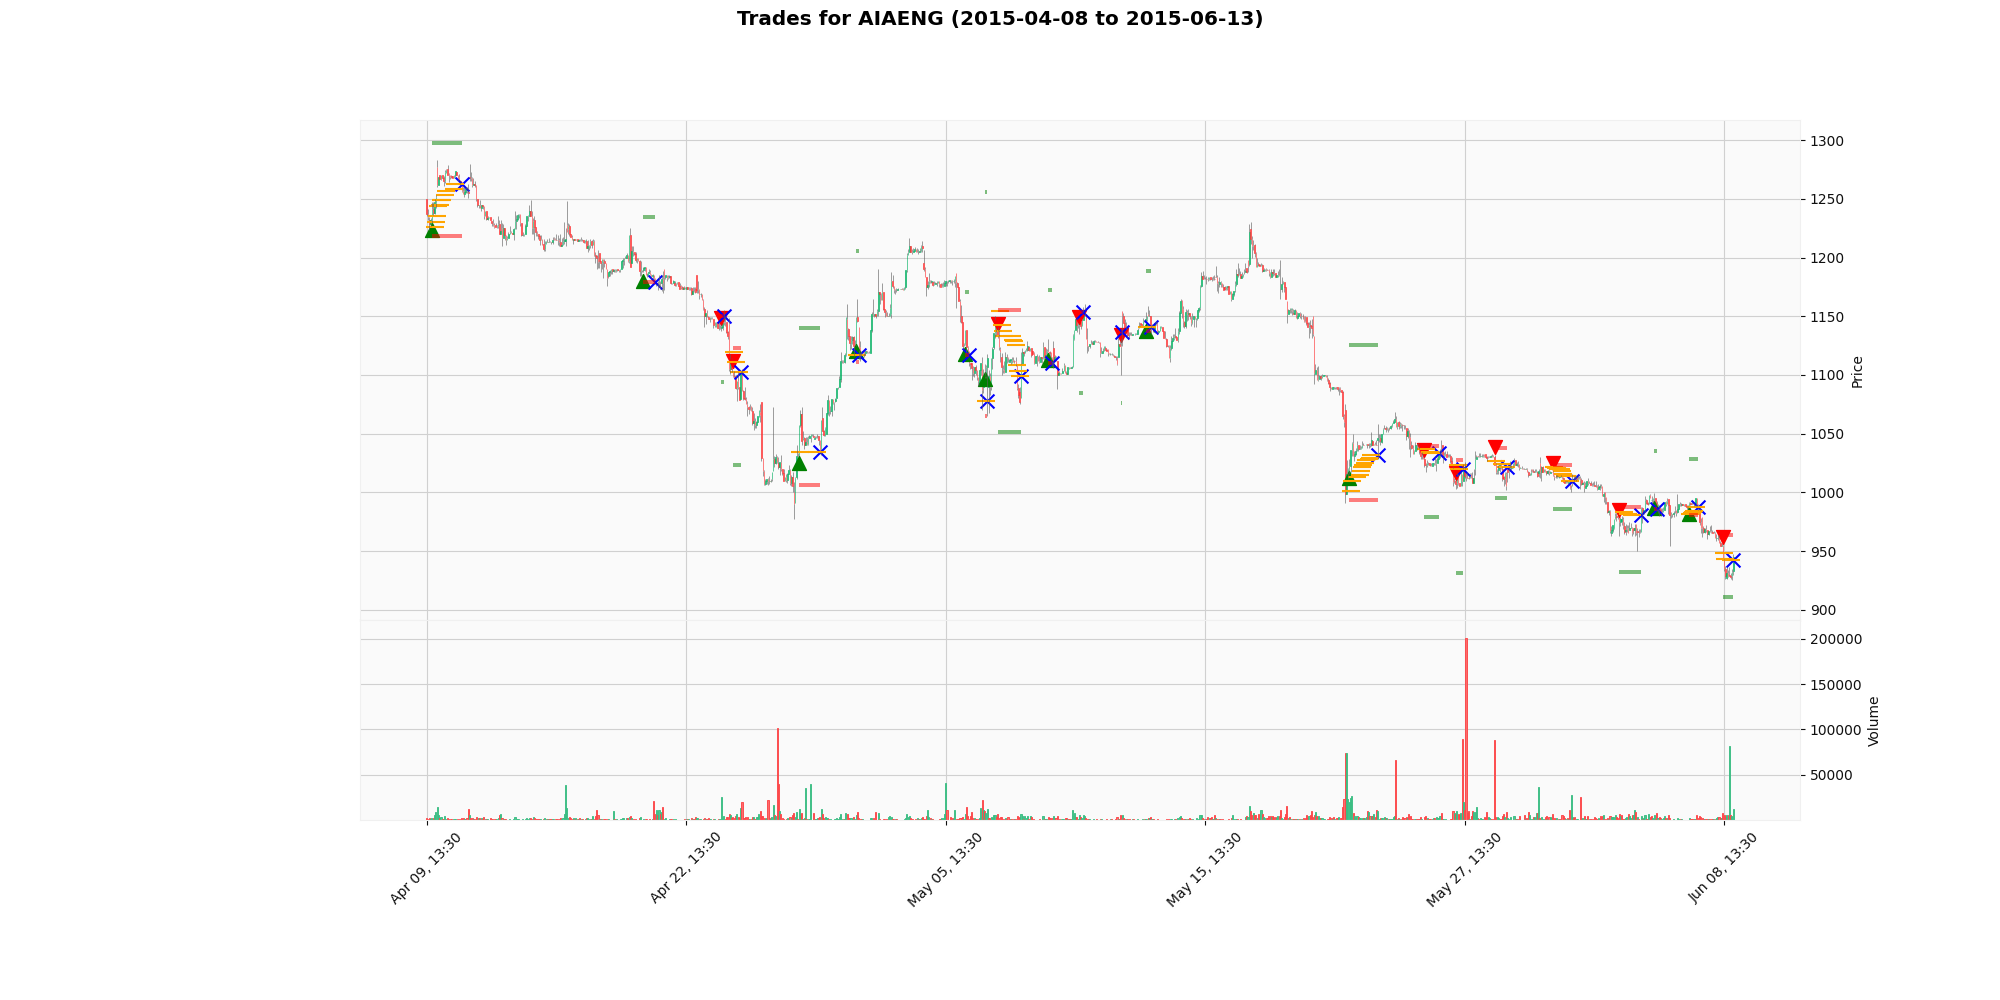 Trades for AIAENG (2015-04-08 to 2015-06-13)
1300
1250
1200
1150
1100
1050
1000
950
900
Price
200000
150000
100000
50000
Volume
Apr 09, 13:30
Apr 22, 13:30
May 05, 13:30
May 15, 13:30
May 27, 13:30
Jun 08, 13:30